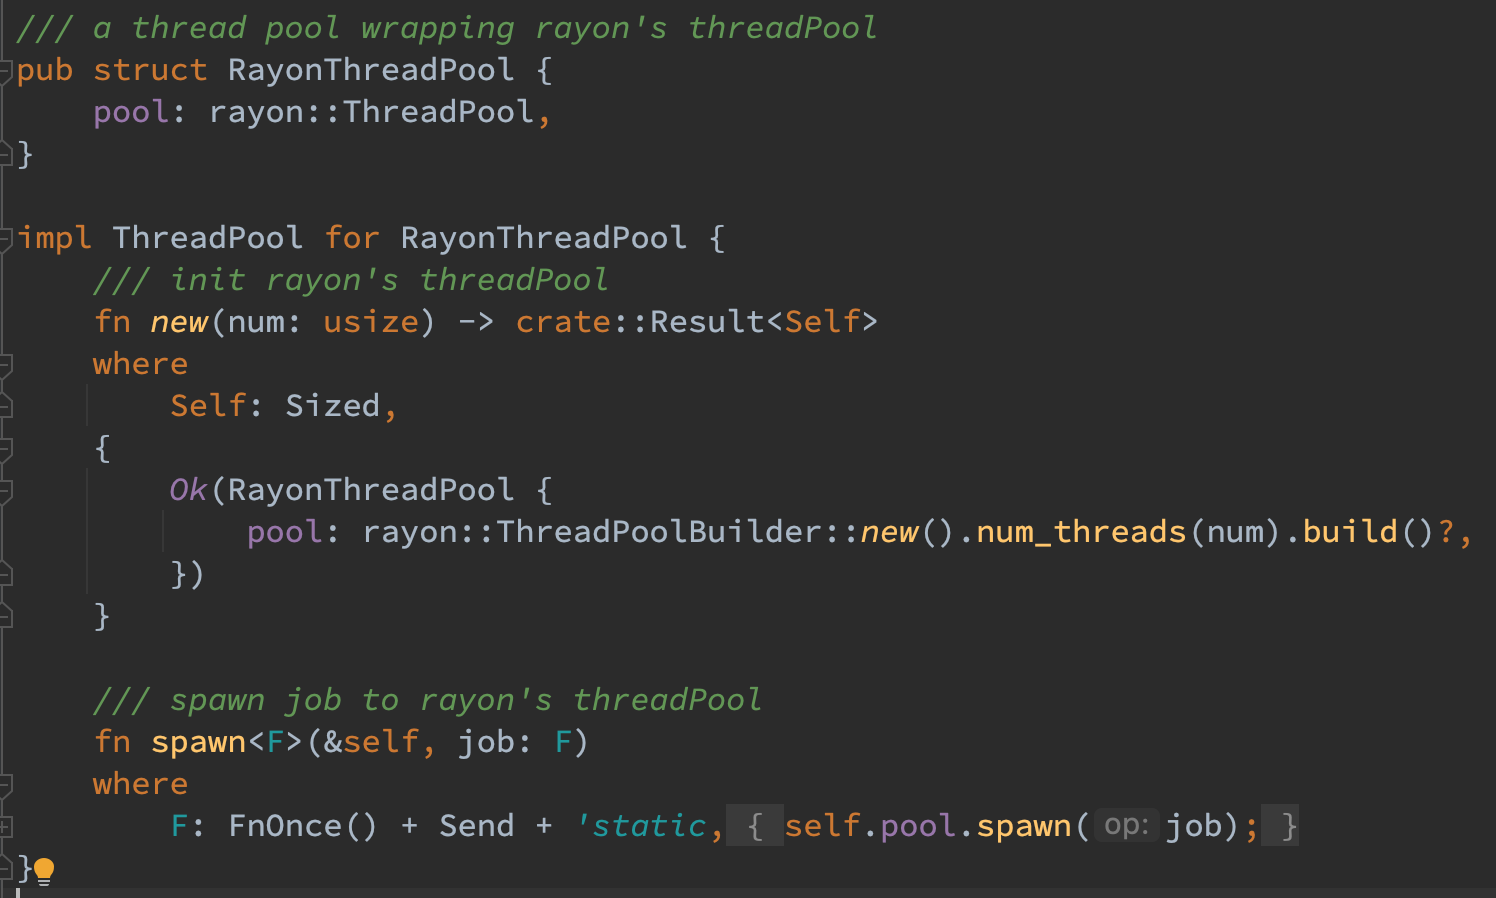 /// a thread pool wrapping rayon's threadPool
pub struct RayonThreadPool {
    pool: rayon::ThreadPool,
}

impl ThreadPool for RayonThreadPool {
    /// init rayon's threadPool
    fn new(num: usize) -> crate::Result<Self>
    where
        Self: Sized,
    {
        Ok(RayonThreadPool {
            pool: rayon::ThreadPoolBuilder::new().num_threads(num).build()?,
        })
    }

    /// spawn job to rayon's threadPool
    fn spawn<F>(&self, job: F)
    where
        F: FnOnce() + Send + 'static, { self.pool.spawn( op: job); }
}